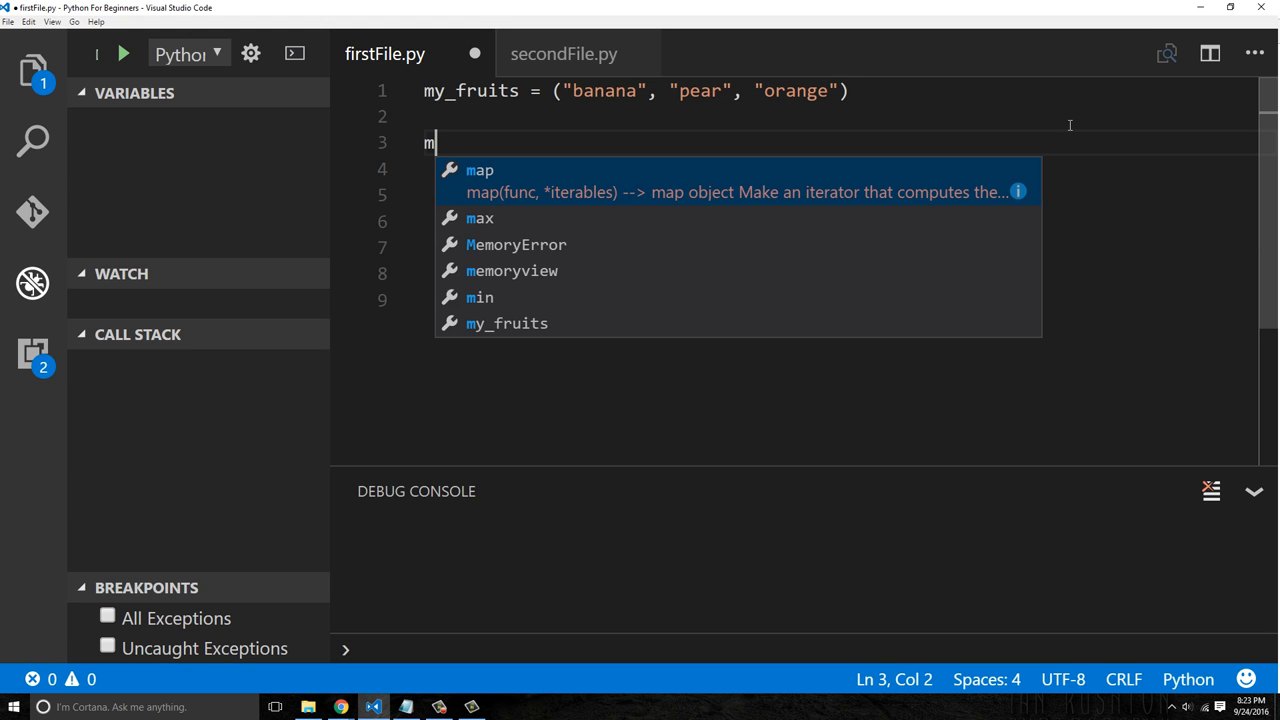 firstFile.py - Python For Beginners - Visual Studio Code
File Edit View Go Help
firstFile.py
secondFile.py
VARIABLES
WATCH
CALL STACK
BREAKPOINTS
All Exceptions
Uncaught Exceptions
1
2
1 my_fruits = ("banana", "pear", "orange")
2
3 m
4
5
6
7
8
9
map
map(func, *iterables) --> map object Make an iterator that computes the...
max
MemoryError
memoryview
min
my_fruits
DEBUG CONSOLE
0 0
Ln 3, Col 2 Spaces: 4 UTF-8 CRLF Python
I'm Cortana. Ask me anything.
8:23 PM
9/24/2016